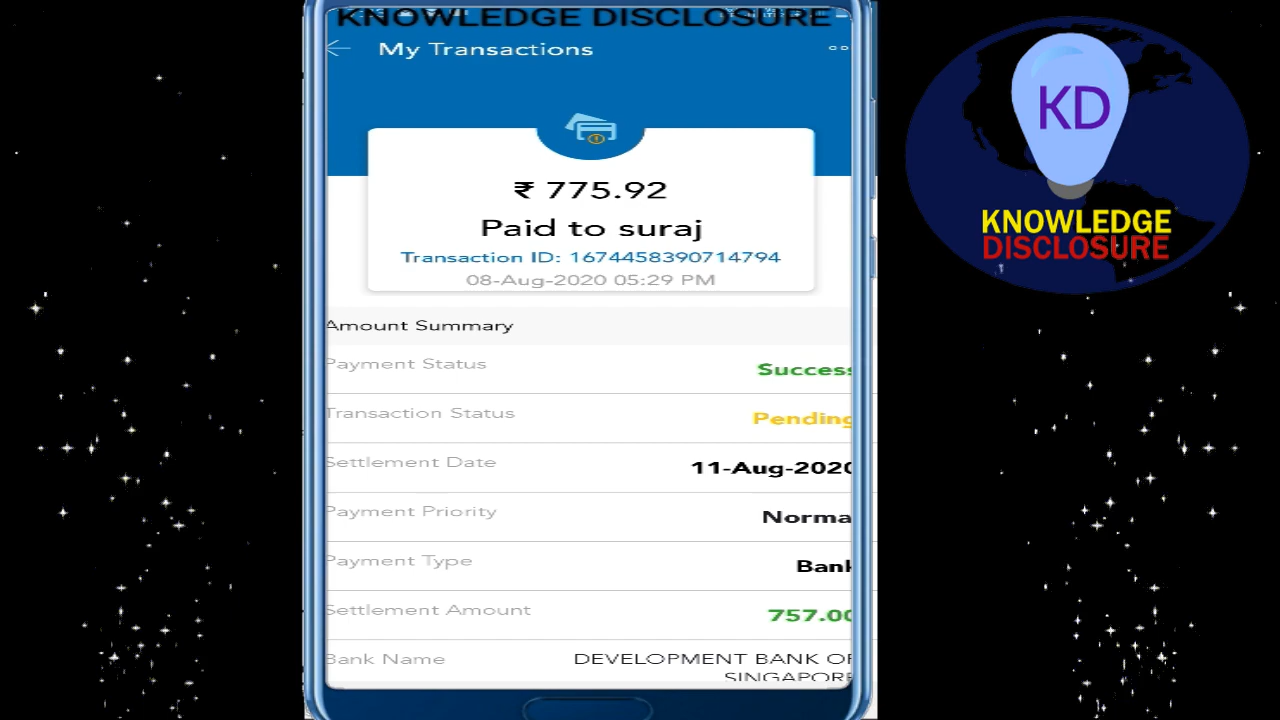 KNOWLEDGE DISCLOSURE
My Transactions
₹ 775.92
Paid to suraj
Transaction ID: 1674458390714794
08-Aug-2020 05:29 PM
Amount Summary
Payment Status Success
Transaction Status Pending
Settlement Date 11-Aug-2020
Payment Priority Norma
Payment Type Bank
Settlement Amount 757.00
Bank Name DEVELOPMENT BANK OF
SINGAPORE
KD
KNOWLEDGE
DISCLOSURE